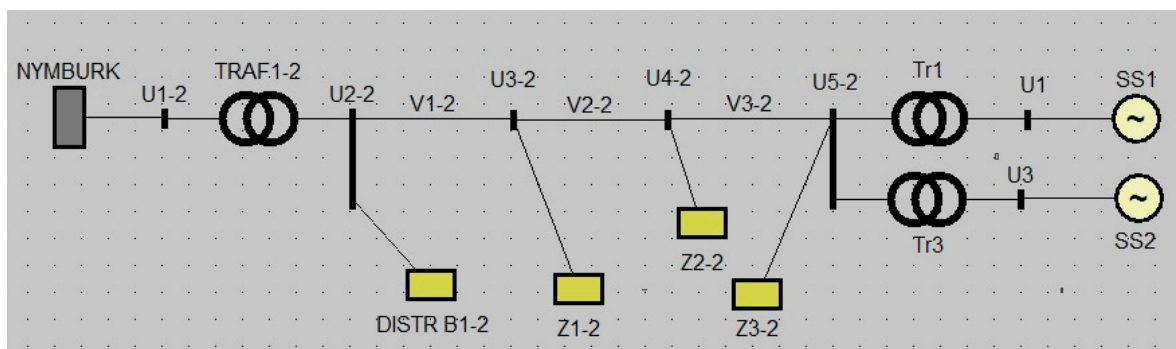 NYMBURK
U1-2
TRAF.1-2
U2-2
V1-2
U3-2
V2-2
U4-2
V3-2
U5-2
Tr1
U1
SS1
~
Tr3
U3
SS2
~
DISTR B1-2
Z1-2
Z2-2
Z3-2